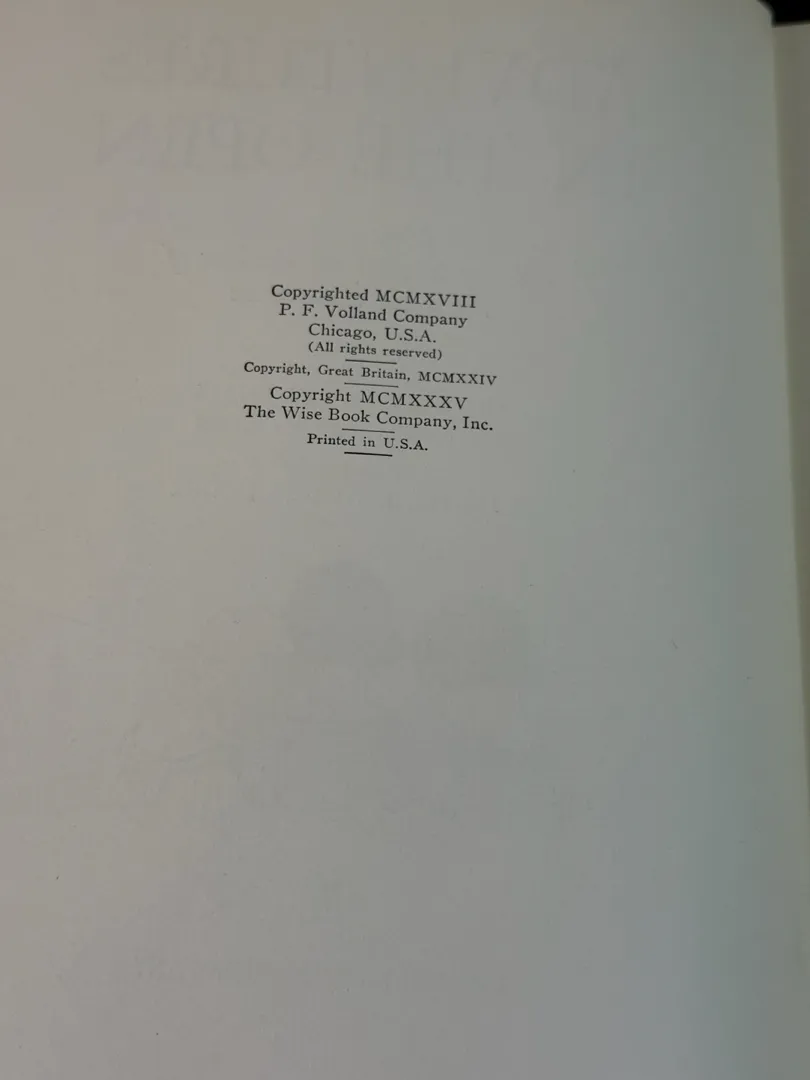 Copyrighted MCMXVIII
P. F. Volland Company
Chicago, U.S.A.
(All rights reserved)
Copyright, Great Britain, MCMXXIV
Copyright MCMXXXV
The Wise Book Company, Inc.
Printed in U.S.A.